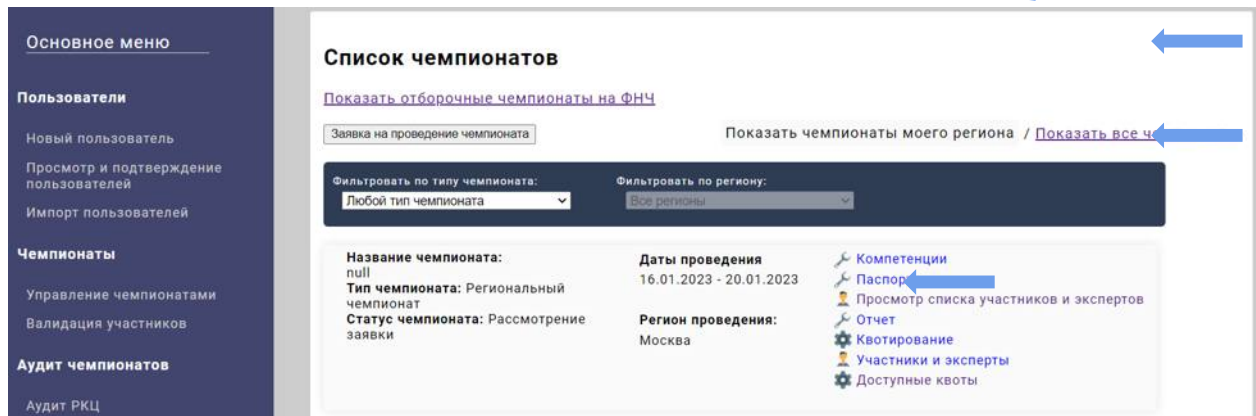 Основное меню
Пользователи
Новый пользователь
Просмотр и подтверждение
пользователей
Импорт пользователей
Чемпионаты
Управление чемпионатами
Валидация участников
Аудит чемпионатов
Аудит РКЦ
Список чемпионатов
Показать отборочные чемпионаты на ФНЧ
Заявка на проведение чемпионата
Показать чемпионаты моего региона / Показать все
Фильтровать по типу чемпионата:
Любой тип чемпионата
Фильтровать по региону:
Все регионы
Название чемпионата:
null
Тип чемпионата: Региональный
чемпионат
Статус чемпионата: Рассмотрение
заявки
Даты проведения
16.01.2023 - 20.01.2023
Регион проведения:
Москва
Компетенции
Просмотр списка участников и экспертов
Отчет
Квотирование
Участники и эксперты
Доступные квоты